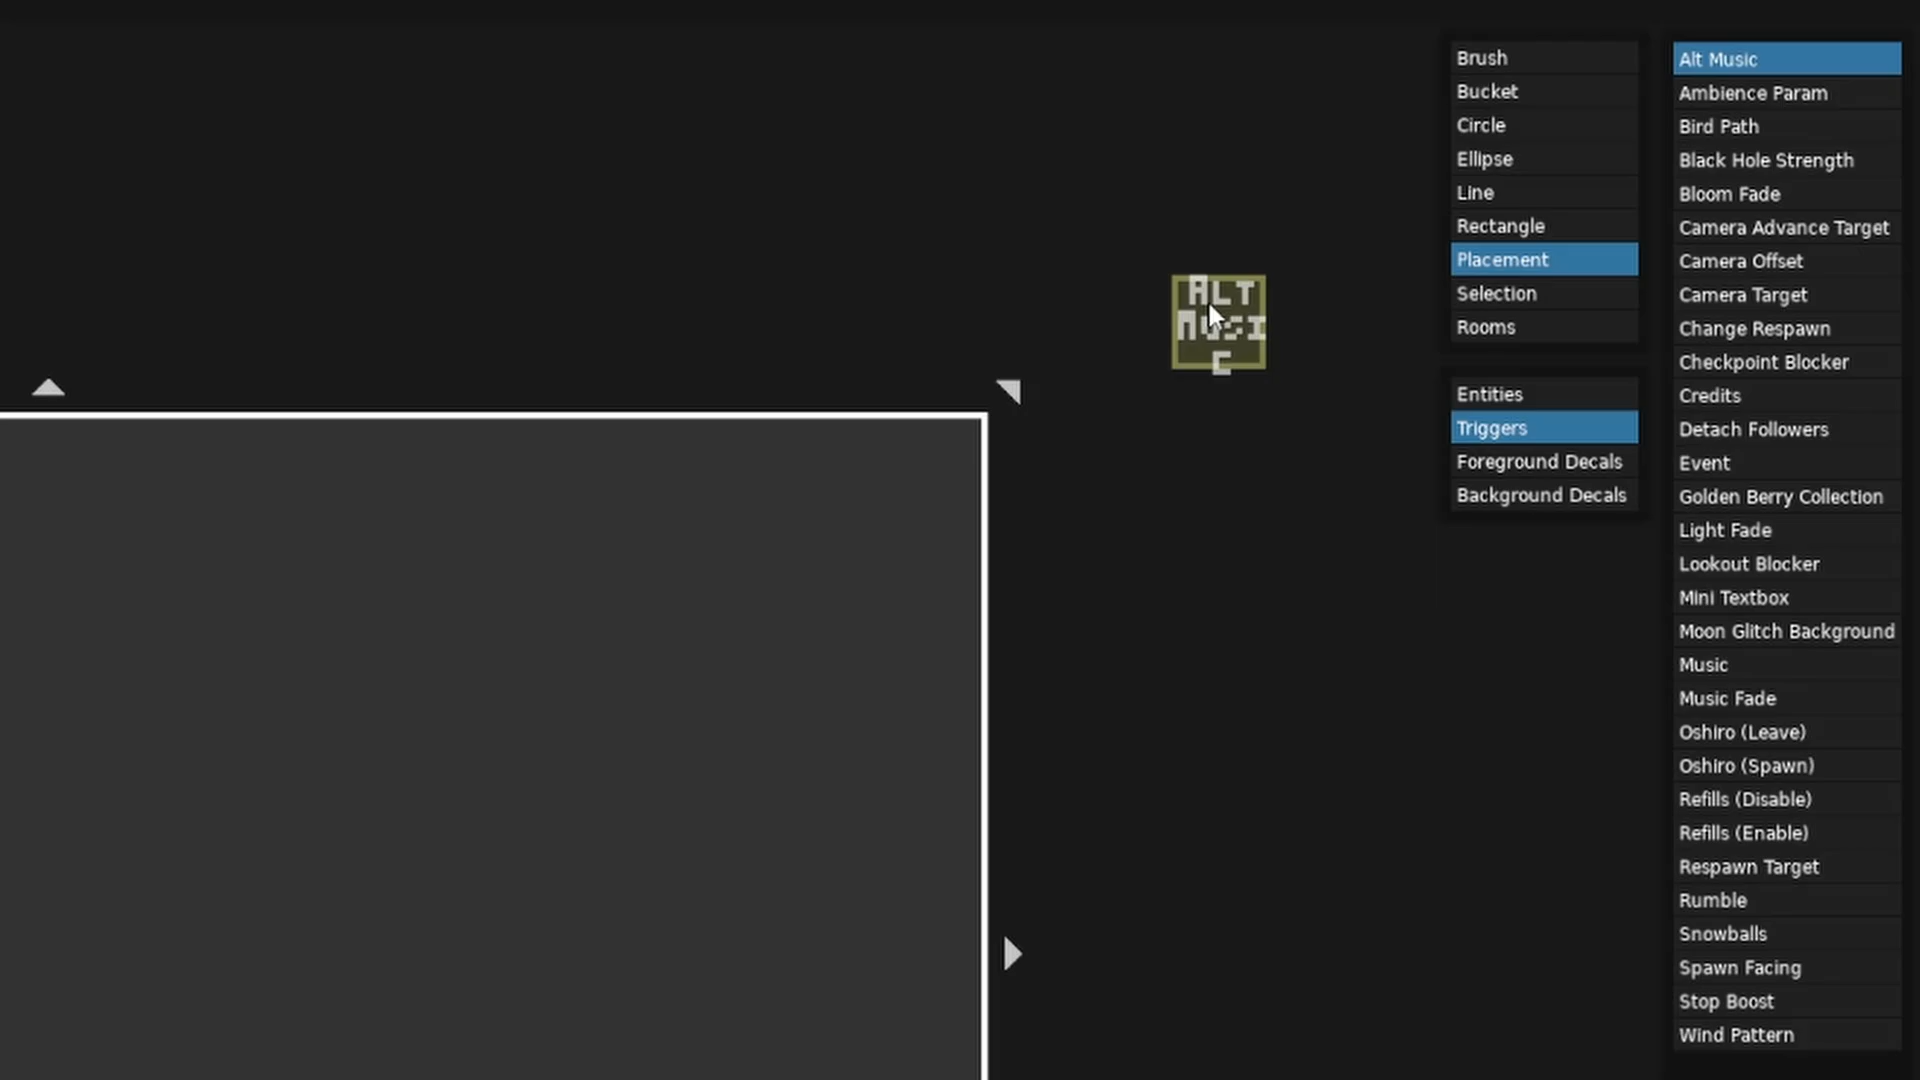 ALT
MUSI
C
Brush
Bucket
Circle
Ellipse
Line
Rectangle
Placement
Selection
Rooms
Entities
Triggers
Foreground Decals
Background Decals
Alt Music
Ambience Param
Bird Path
Black Hole Strength
Bloom Fade
Camera Advance Target
Camera Offset
Camera Target
Change Respawn
Checkpoint Blocker
Credits
Detach Followers
Event
Golden Berry Collection
Light Fade
Lookout Blocker
Mini Textbox
Moon Glitch Background
Music
Music Fade
Oshiro (Leave)
Oshiro (Spawn)
Refills (Disable)
Refills (Enable)
Respawn Target
Rumble
Snowballs
Spawn Facing
Stop Boost
Wind Pattern